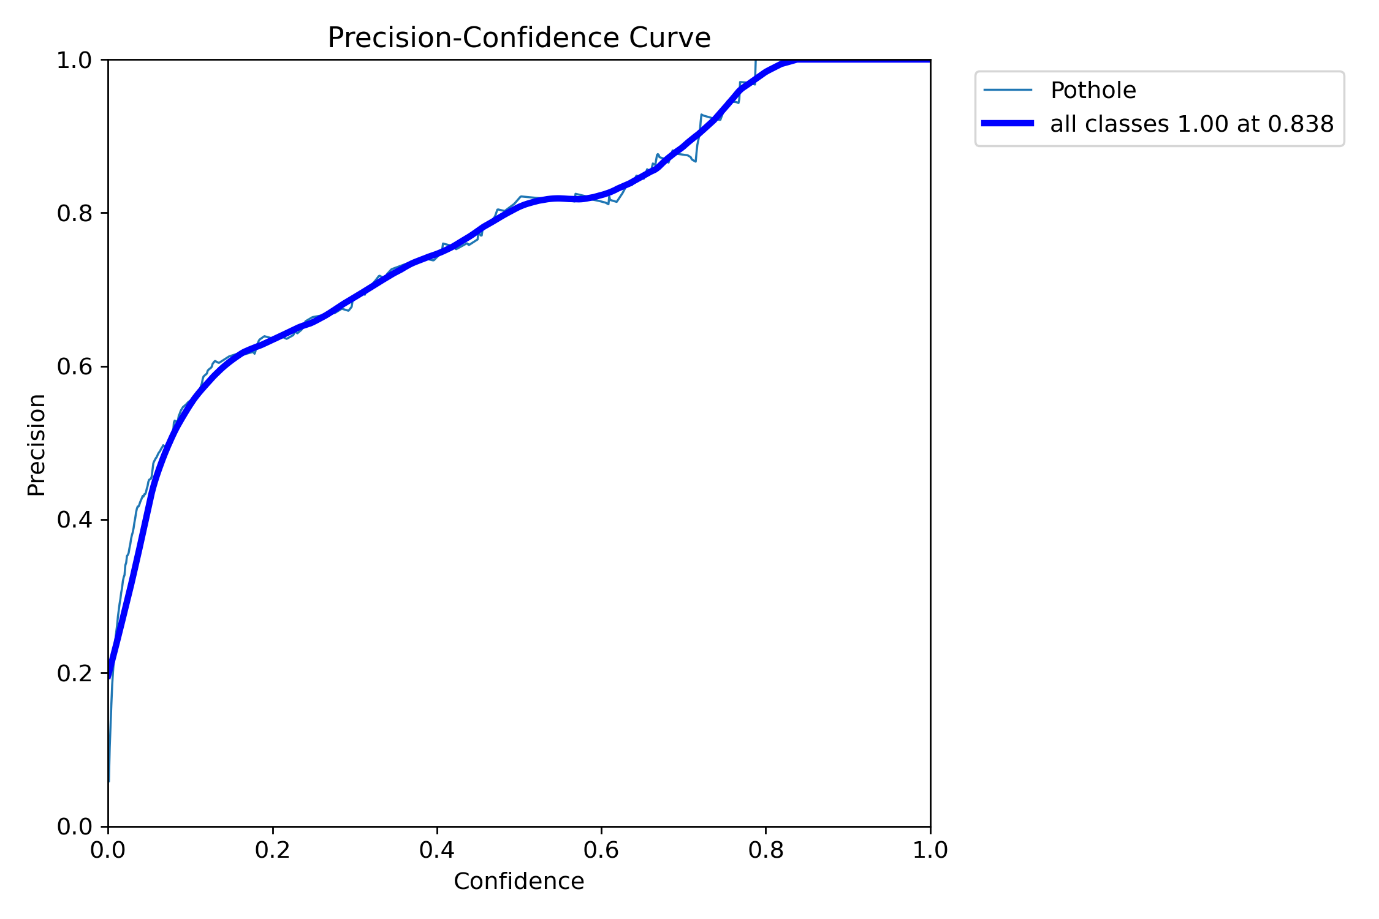 Precision-Confidence Curve
1.0
0.8
0.6
0.4
0.2
0.0
Precision
0.0 0.2 0.4 0.6 0.8 1.0
Confidence
Pothole
all classes 1.00 at 0.838